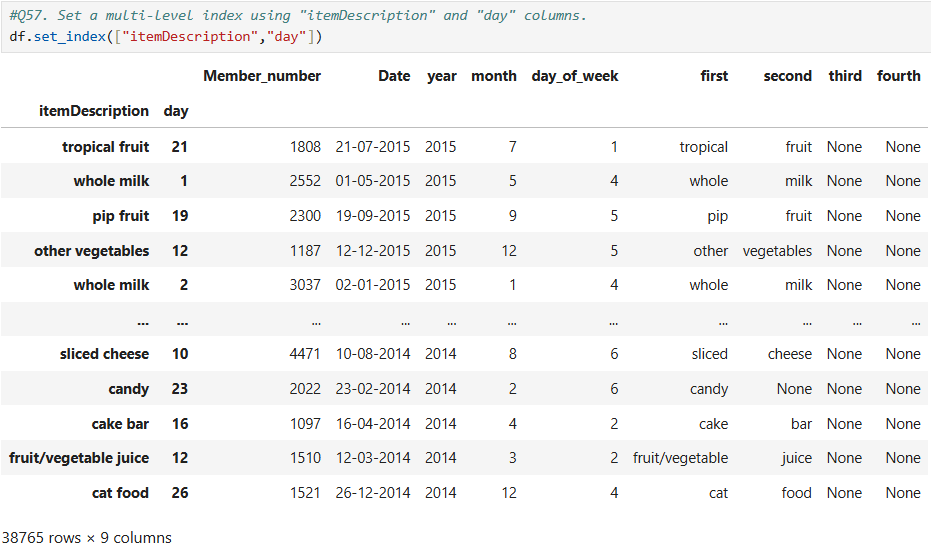 #Q57. Set a multi-level index using "itemDescription" and "day" columns.
df.set_index(["itemDescription","day"])
Member_number Date year month day_of_week first second third fourth
itemDescription day
tropical fruit 21 1808 21-07-2015 2015 7 1 tropical fruit None None
whole milk 1 2552 01-05-2015 2015 5 4 whole milk None None
pip fruit 19 2300 19-09-2015 2015 9 5 pip fruit None None
other vegetables 12 1187 12-12-2015 2015 12 5 other vegetables None None
whole milk 2 3037 02-01-2015 2015 1 4 whole milk None None
... ... ... ... ... ... ... ... ... ... ...
sliced cheese 10 4471 10-08-2014 2014 8 6 sliced cheese None None
candy 23 2022 23-02-2014 2014 2 6 candy None None None
cake bar 16 1097 16-04-2014 2014 4 2 cake bar None None
fruit/vegetable juice 12 1510 12-03-2014 2014 3 2 fruit/vegetable juice None None
cat food 26 1521 26-12-2014 2014 12 4 cat food None None
38765 rows × 9 columns